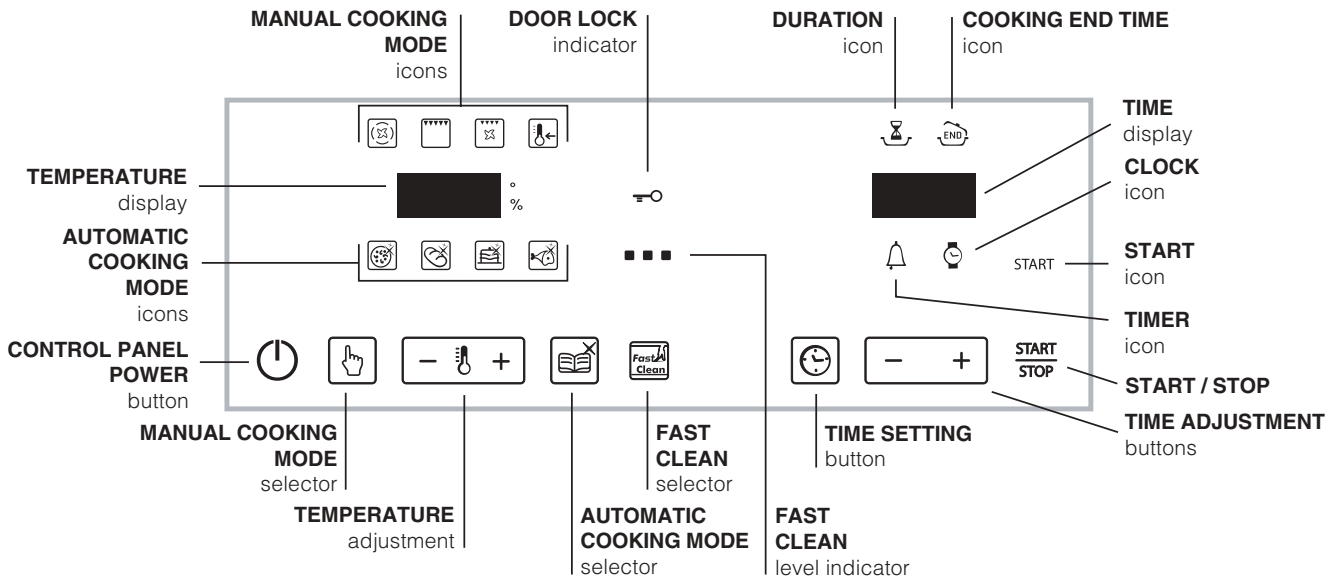 MANUAL COOKING
MODE
icons
DOOR LOCK
indicator
DURATION
icon
COOKING END TIME
icon
TEMPERATURE
display
AUTOMATIC
COOKING
MODE
icons
CONTROL PANEL
POWER
button
°
%
END
START
Fast
Clean
START
STOP
TIME
display
CLOCK
icon
START
icon
TIMER
icon
START / STOP
TIME ADJUSTMENT
buttons
MANUAL COOKING
MODE
selector
TEMPERATURE
adjustment
AUTOMATIC
COOKING MODE
selector
FAST
CLEAN
selector
FAST
CLEAN
level indicator
TIME SETTING
button